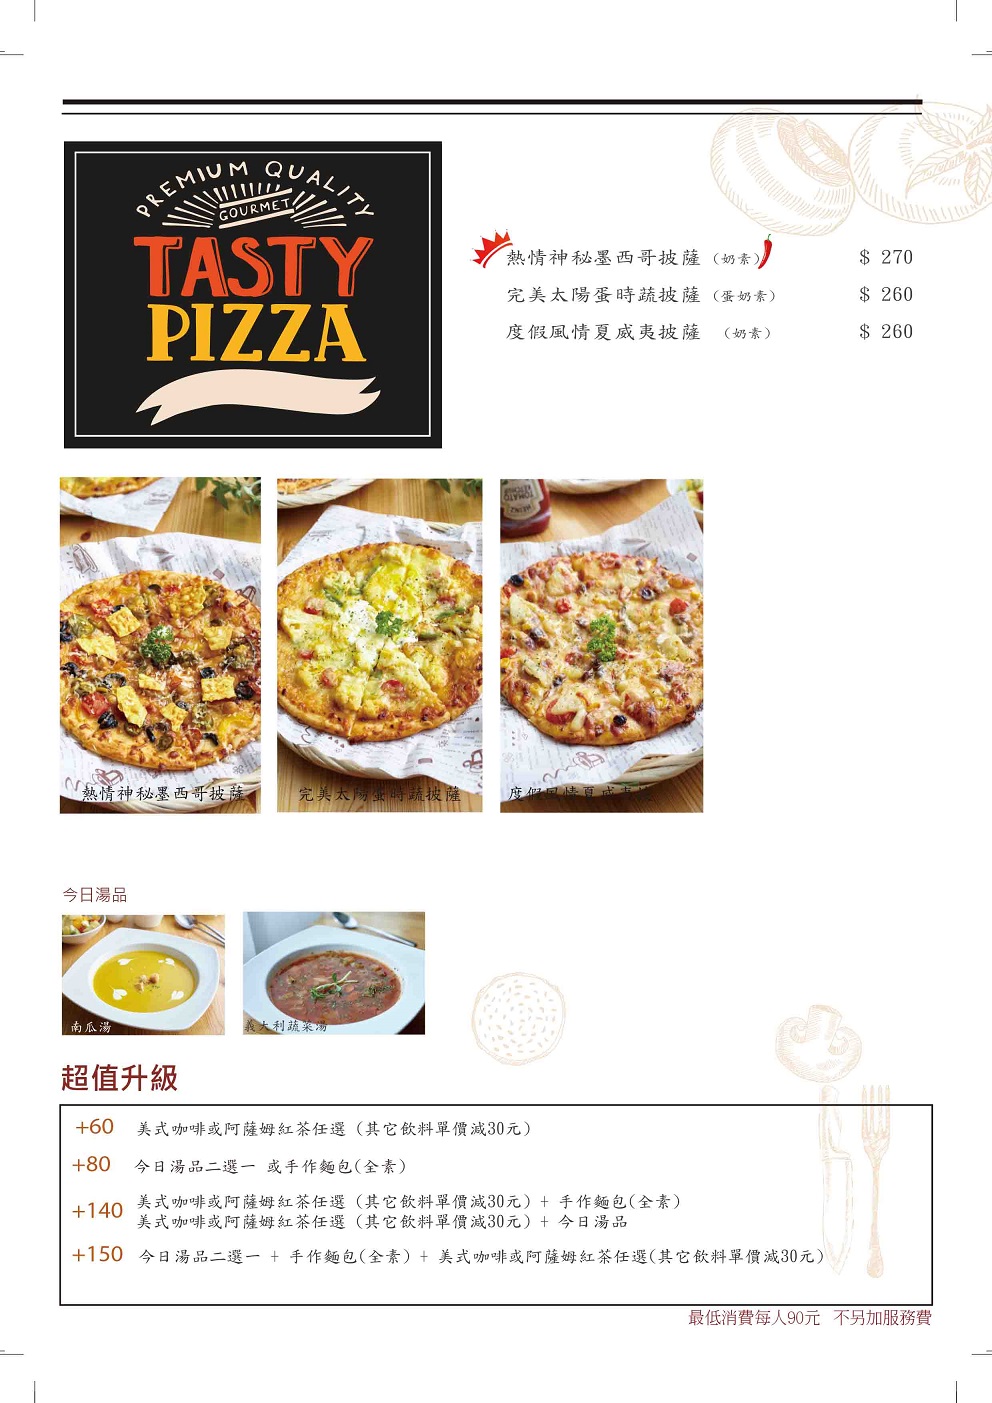 PREMIUM QUALITY
GOURMET
TASTY
PIZZA
熱情神秘墨西哥披薩（奶素） $ 270
完美太陽蛋時蔬披薩（蛋奶素） $ 260
度假風情夏威夷披薩 （奶素） $ 260
TOMATO
KETCHUP
HEINZ
熱情神秘墨西哥披薩
完美太陽蛋時蔬披薩
度假風情夏威夷披
今日湯品
南瓜湯
義大利蔬菜湯
超值升級
+60 美式咖啡或阿薩姆紅茶任選（其它飲料單價減30元）
+80 今日湯品二選一 或手作麵包(全素)
+140 美式咖啡或阿薩姆紅茶任選（其它飲料單價減30元）+ 手作麵包(全素)
美式咖啡或阿薩姆紅茶任選（其它飲料單價減30元）+ 今日湯品
+150 今日湯品二選一 + 手作麵包(全素) + 美式咖啡或阿薩姆紅茶任選(其它飲料單價減30元)
最低消費每人90元 不另加服務費